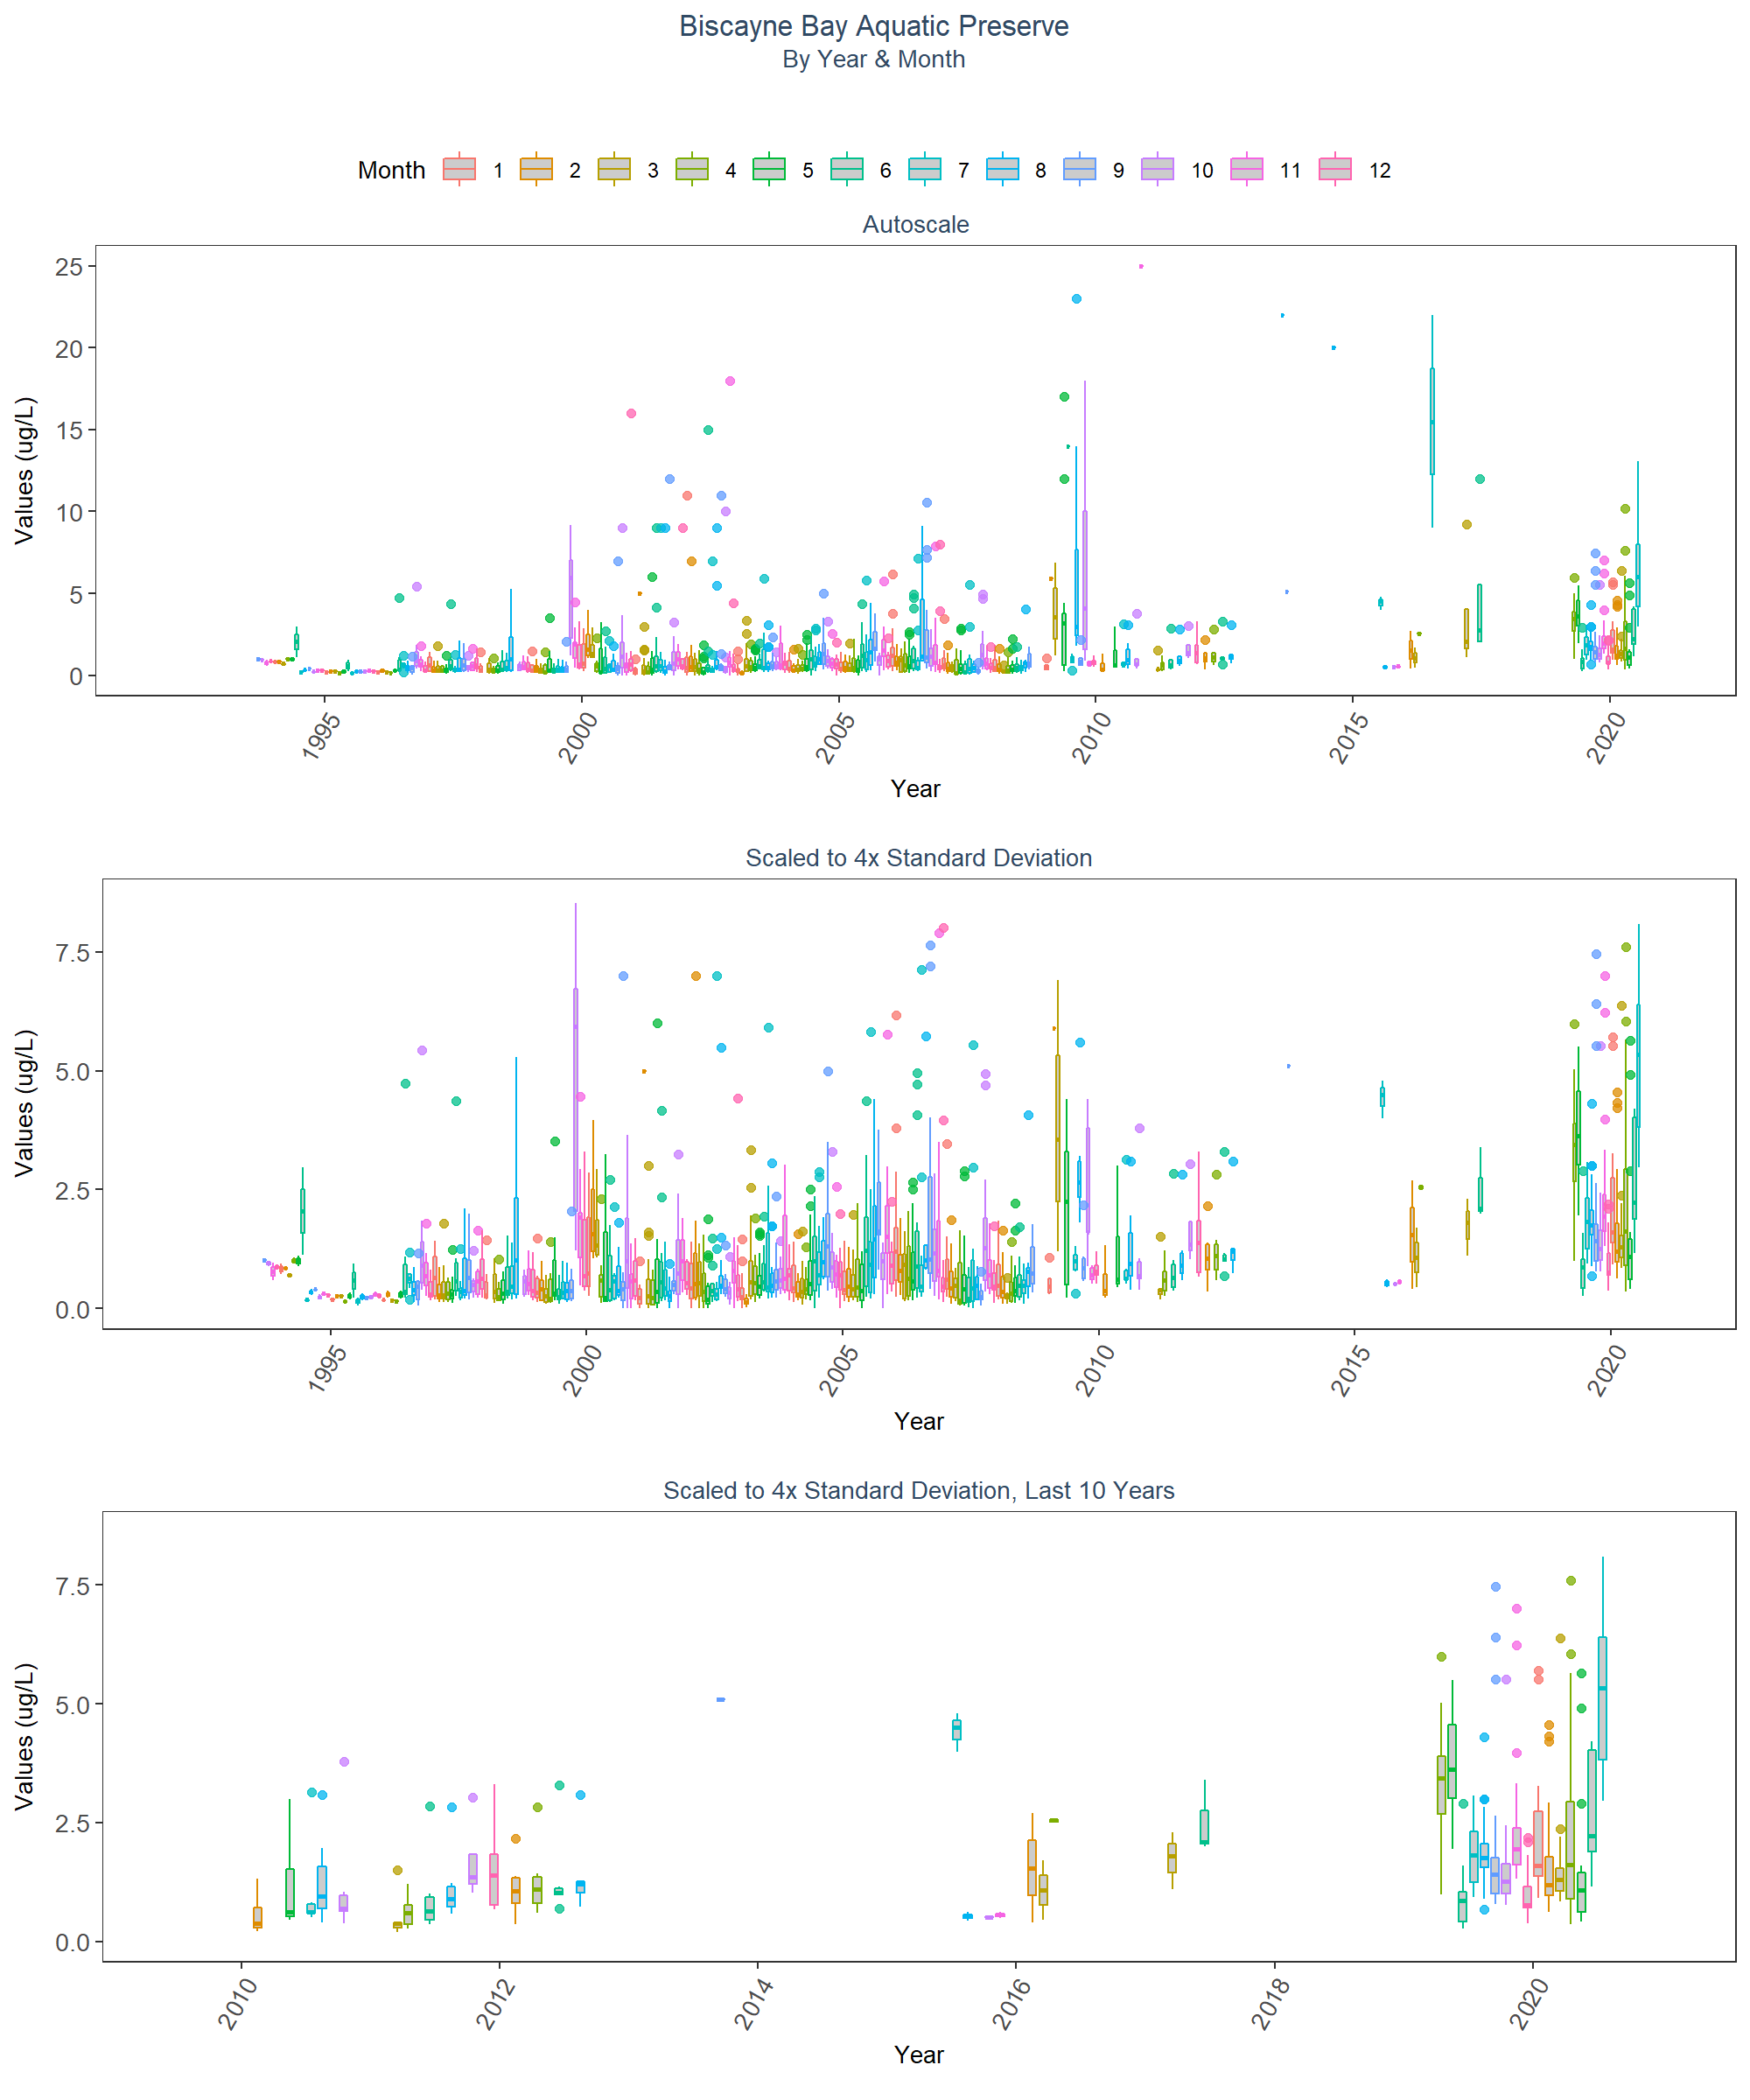 Biscayne Bay Aquatic Preserve
By Year & Month
Month 1 2 3 4 5 6 7 8 9 10 11 12
Autoscale
Values (ug/L)
25
20
15
10
5
0
1995 2000 2005 2010 2015 2020
Year
Scaled to 4x Standard Deviation
Values (ug/L)
7.5
5.0
2.5
0.0
1995 2000 2005 2010 2015 2020
Year
Scaled to 4x Standard Deviation, Last 10 Years
Values (ug/L)
7.5
5.0
2.5
0.0
2010 2012 2014 2016 2018 2020
Year